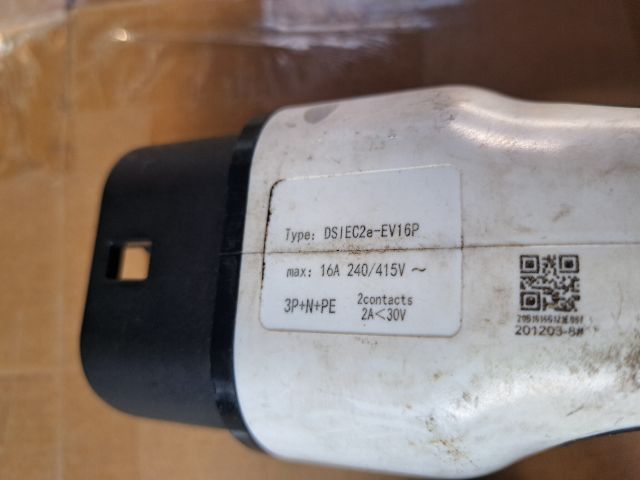 Type: DSIEC2e-EV16P
max: 16A 240/415V ~
3P+N+PE
2contacts
2A<30V
201203-8#